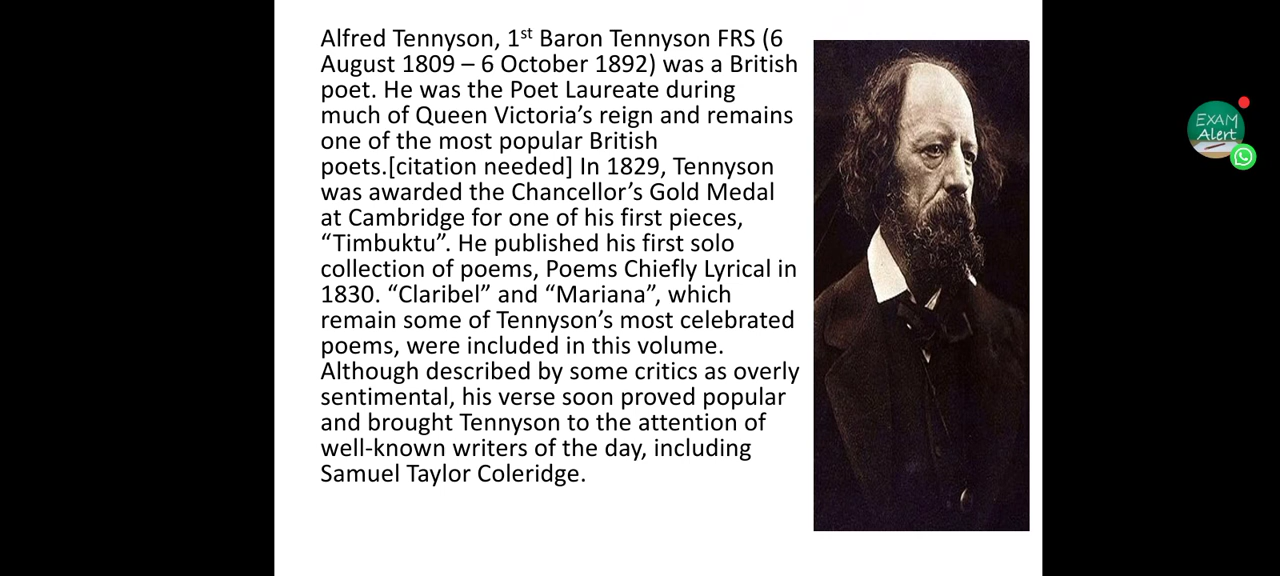 Alfred Tennyson, 1st Baron Tennyson FRS (6
August 1809 – 6 October 1892) was a British
poet. He was the Poet Laureate during
much of Queen Victoria’s reign and remains
one of the most popular British
poets.[citation needed] In 1829, Tennyson
was awarded the Chancellor’s Gold Medal
at Cambridge for one of his first pieces,
“Timbuktu”. He published his first solo
collection of poems, Poems Chiefly Lyrical in
1830. “Claribel” and “Mariana”, which
remain some of Tennyson’s most celebrated
poems, were included in this volume.
Although described by some critics as overly
sentimental, his verse soon proved popular
and brought Tennyson to the attention of
well-known writers of the day, including
Samuel Taylor Coleridge.
EXAM
Alert